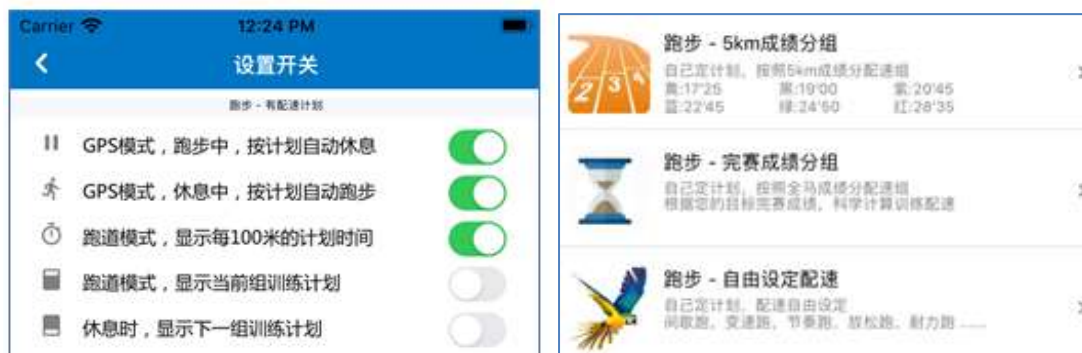 Carrier 12:24 PM
设置开关
跑步 - 有配速计划
GPS模式，跑步中，按计划自动休息
GPS模式，休息中，按计划自动跑步
跑道模式，显示每100米的计划时间
跑道模式，显示当前组训练计划
休息时，显示下一组训练计划
2 3 4
跑步 - 5km成绩分组
自己定计划，按照5km成绩分配速组
黄:17'25 黑:19'00 紫:20'45
蓝:22'45 绿:24'50 红:28'35
跑步 - 完赛成绩分组
自己定计划，按照全马成绩分配速组
根据您的目标完赛成绩，科学计算训练配速
跑步 - 自由设定配速
自己定计划，配速自由设定
间歇跑、变速跑、节奏跑、放松跑、耐力跑 ……